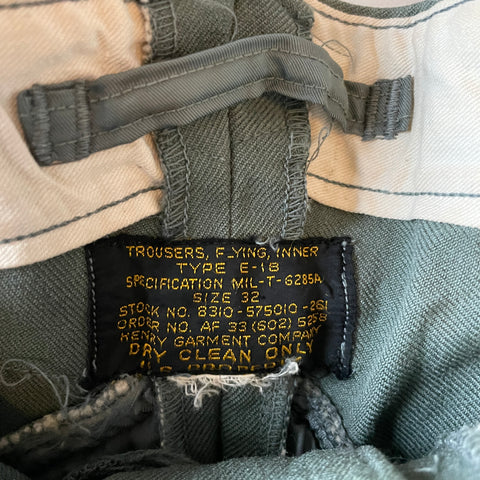 TROUSERS, FLYING, INNER
TYPE E-1B
SPECIFICATION MIL-T-6285A
SIZE 32
STOCK NO. 8310-575010-261
ORDER NO. AF 33 (602) 5258
HENRY GARMENT COMPANY
DRY CLEAN ONLY
U.S. PROPERTY